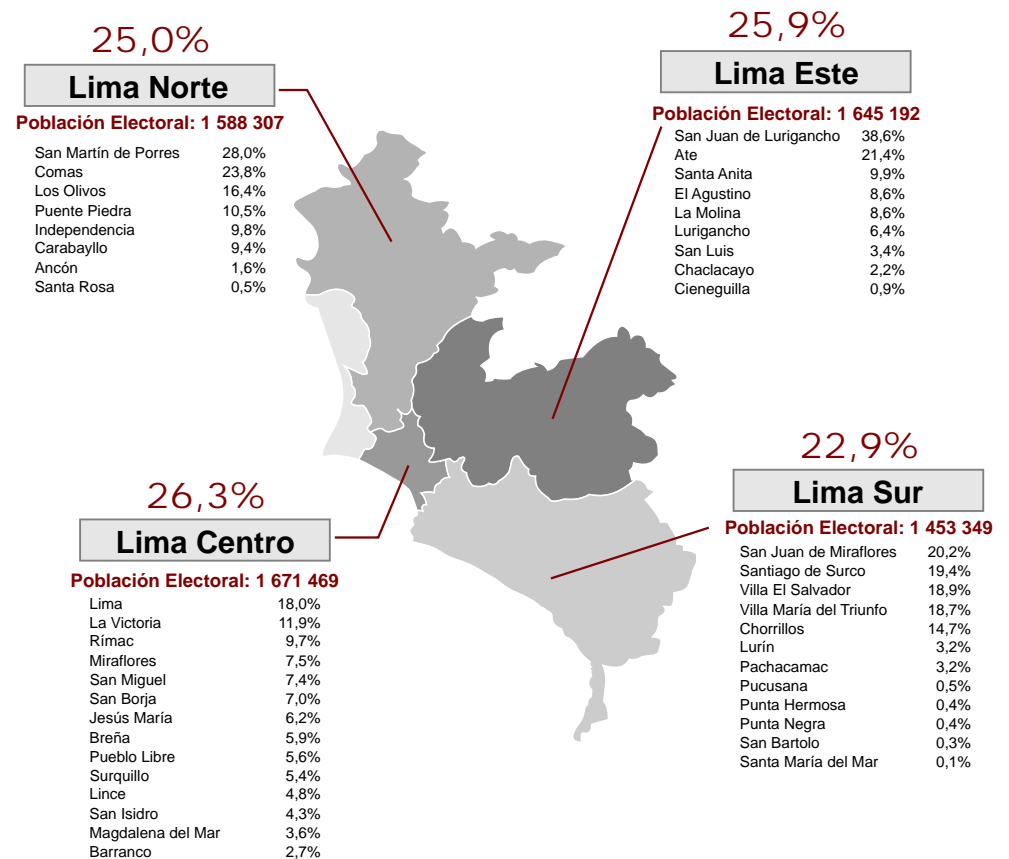 25,0%
Lima Norte
Población Electoral: 1 588 307
San Martín de Porres 28,0%
Comas 23,8%
Los Olivos 16,4%
Puente Piedra 10,5%
Independencia 9,8%
Carabayllo 9,4%
Ancón 1,6%
Santa Rosa 0,5%
25,9%
Lima Este
Población Electoral: 1 645 192
San Juan de Lurigancho 38,6%
Ate 21,4%
Santa Anita 9,9%
El Agustino 8,6%
La Molina 8,6%
Lurigancho 6,4%
San Luis 3,4%
Chaclacayo 2,2%
Cieneguilla 0,9%
26,3%
Lima Centro
Población Electoral: 1 671 469
Lima 18,0%
La Victoria 11,9%
Rímac 9,7%
Miraflores 7,5%
San Miguel 7,4%
San Borja 7,0%
Jesús María 6,2%
Breña 5,9%
Pueblo Libre 5,6%
Surquillo 5,4%
Lince 4,8%
San Isidro 4,3%
Magdalena del Mar 3,6%
Barranco 2,7%
22,9%
Lima Sur
Población Electoral: 1 453 349
San Juan de Miraflores 20,2%
Santiago de Surco 19,4%
Villa El Salvador 18,9%
Villa María del Triunfo 18,7%
Chorrillos 14,7%
Lurín 3,2%
Pachacamac 3,2%
Pucusana 0,5%
Punta Hermosa 0,4%
Punta Negra 0,4%
San Bartolo 0,3%
Santa María del Mar 0,1%